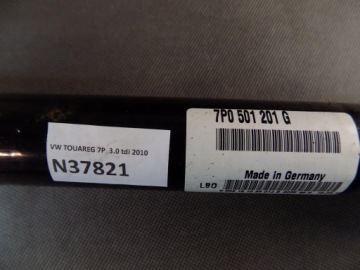 VW TOUAREG 7P 3.0 tdi 2010
N37821
7P0 501 201 G
Made in Germany